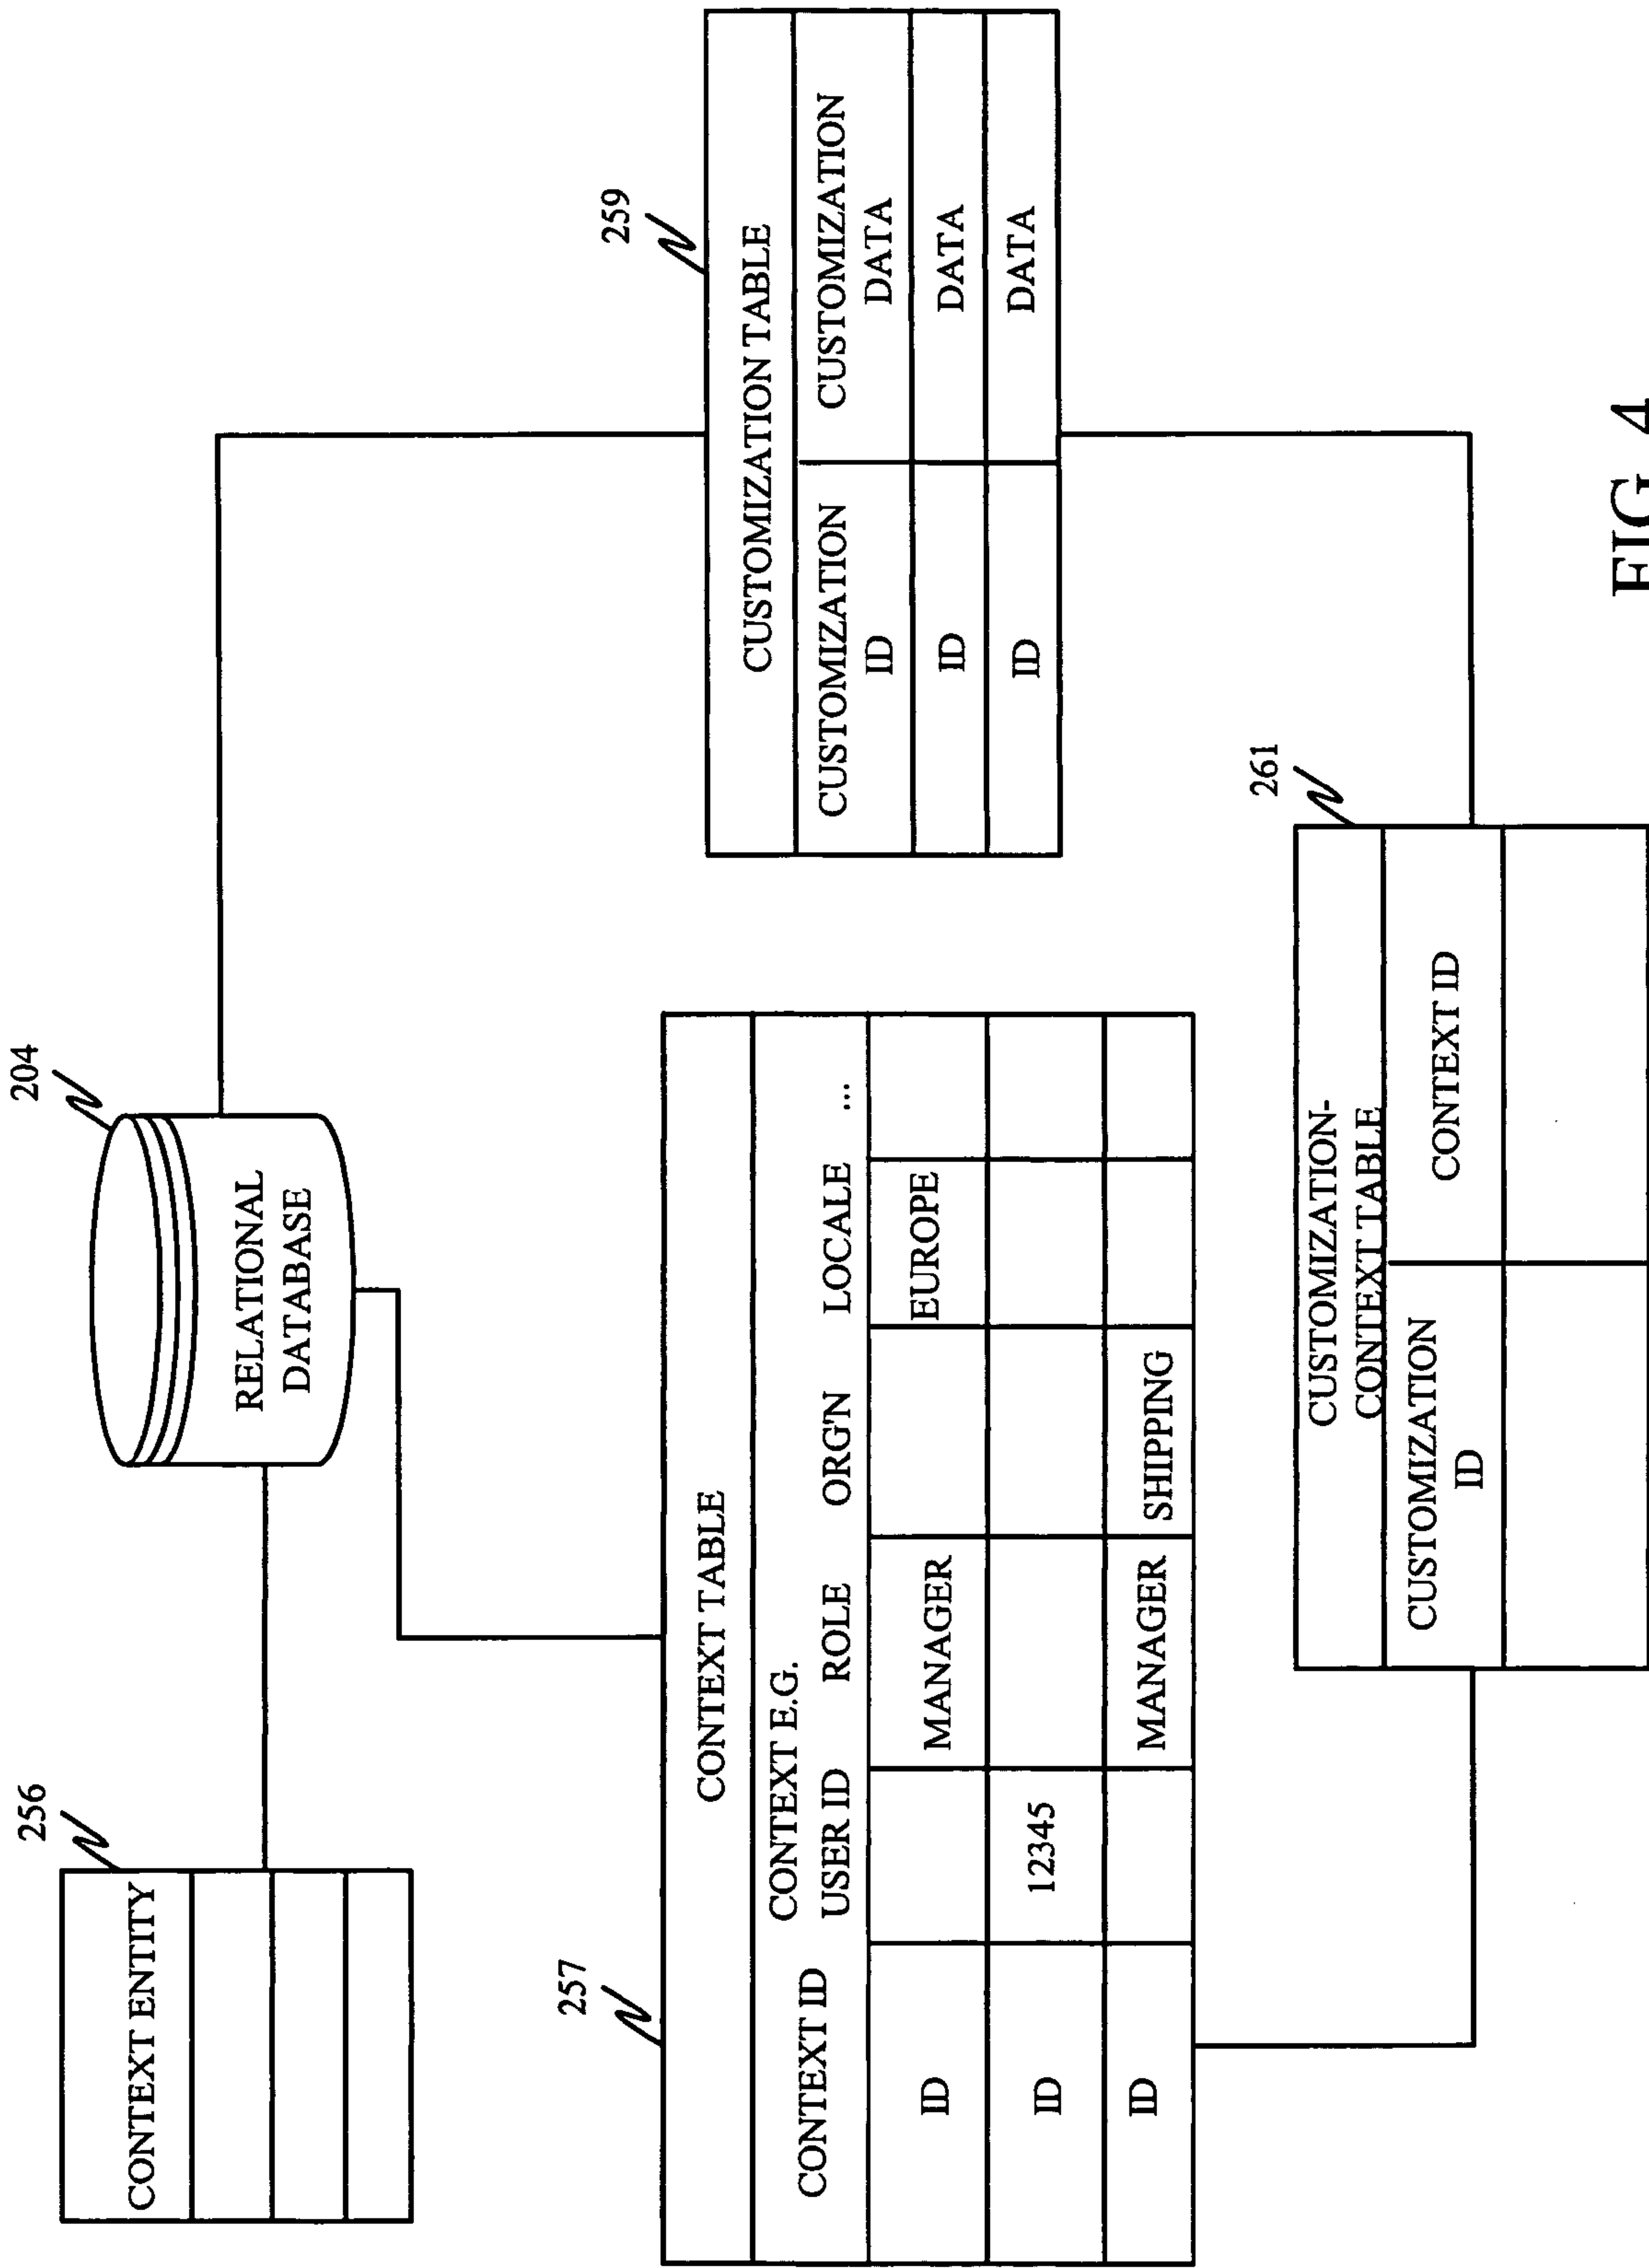 256
CONTEXT ENTITY
204
RELATIONAL
DATABASE
257
CONTEXT TABLE
CONTEXT ID
CONTEXT E.G.
USER ID ROLE ORG'N LOCALE ...
ID MANAGER EUROPE
ID 12345
ID MANAGER SHIPPING
259
CUSTOMIZATION TABLE
CUSTOMIZATION
ID
CUSTOMIZATION
DATA
ID DATA
ID DATA
261
CUSTOMIZATION-
CONTEXT TABLE
CUSTOMIZATION
ID
CONTEXT ID
FIG. 4